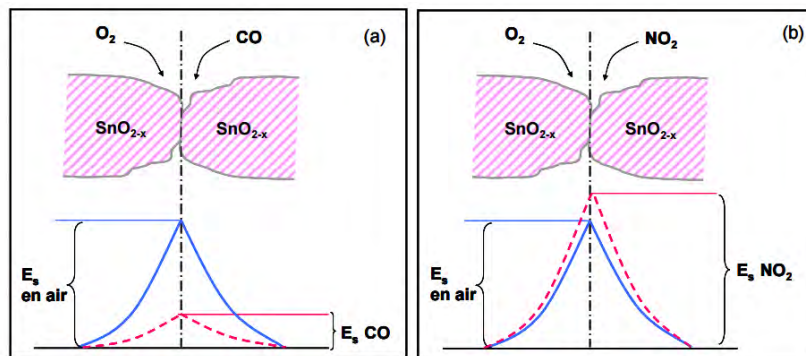 (a)
O2 CO
SnO2-x SnO2-x
Es
en air
Es CO
(b)
O2 NO2
SnO2-x SnO2-x
Es
en air
Es NO2